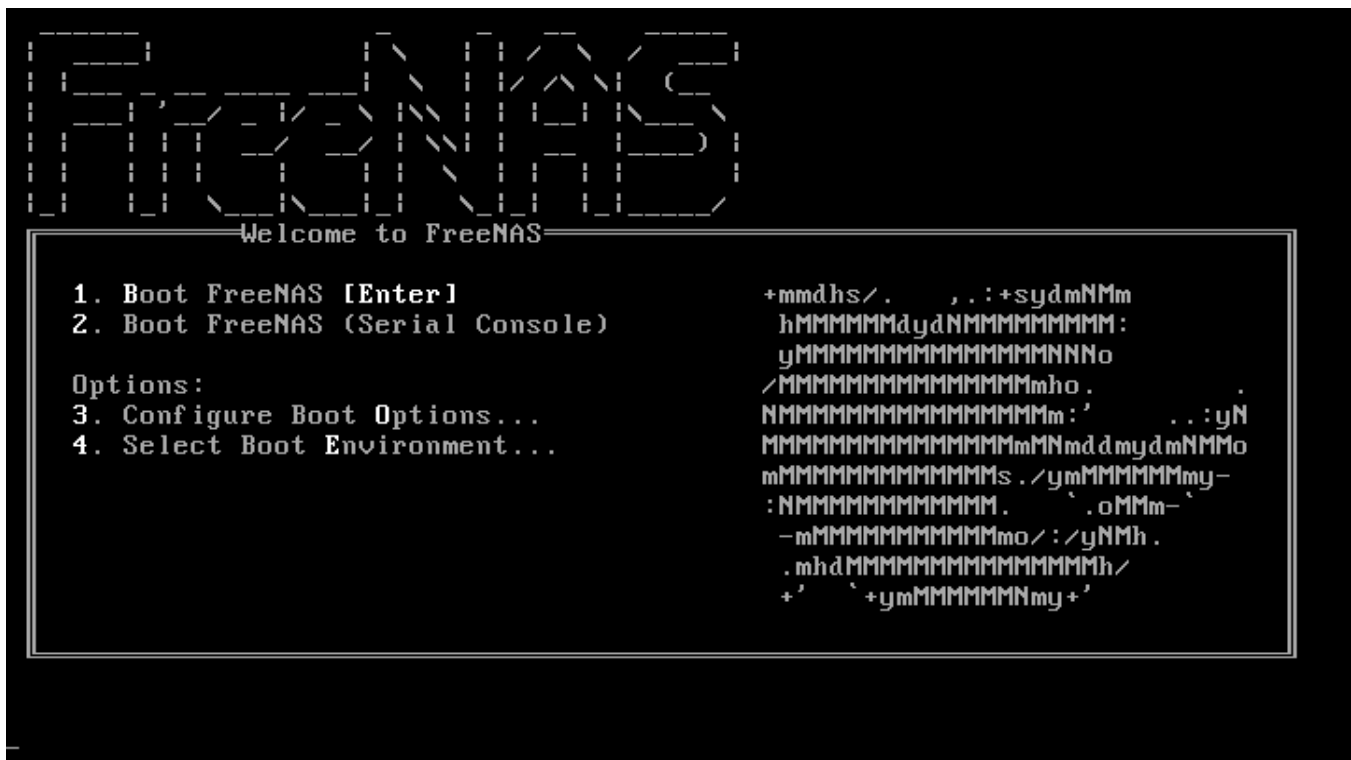 FreeNAS
Welcome to FreeNAS
1. Boot FreeNAS [Enter]
2. Boot FreeNAS (Serial Console)
Options:
3. Configure Boot Options...
4. Select Boot Environment...